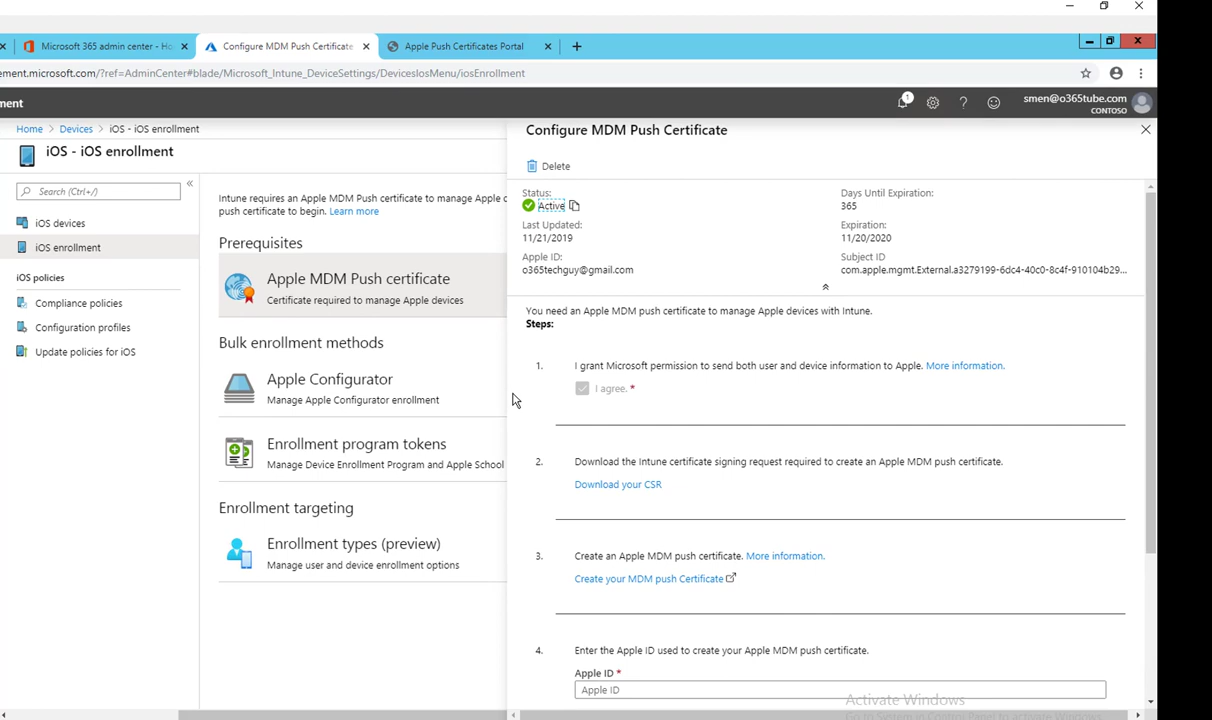 Microsoft 365 admin center - Ho
Configure MDM Push Certificate
Apple Push Certificates Portal
ement.microsoft.com/?ref=AdminCenter#blade/Microsoft_Intune_DeviceSettings/DevicesIosMenu/iosEnrollment
ment
1
smen@o365tube.com
CONTOSO
Home > Devices > iOS - iOS enrollment
iOS - iOS enrollment
Search (Ctrl+/)
iOS devices
iOS enrollment
iOS policies
Compliance policies
Configuration profiles
Update policies for iOS
Intune requires an Apple MDM Push certificate to manage Apple d
push certificate to begin. Learn more
Prerequisites
Apple MDM Push certificate
Certificate required to manage Apple devices
Bulk enrollment methods
Apple Configurator
Manage Apple Configurator enrollment
Enrollment program tokens
Manage Device Enrollment Program and Apple School
Enrollment targeting
Enrollment types (preview)
Manage user and device enrollment options
Configure MDM Push Certificate
Delete
Status:
Active
Last Updated:
11/21/2019
Apple ID:
o365techguy@gmail.com
Days Until Expiration:
365
Expiration:
11/20/2020
Subject ID
com.apple.mgmt.External.a3279199-6dc4-40c0-8c4f-910104b29...
You need an Apple MDM push certificate to manage Apple devices with Intune.
Steps:
1. I grant Microsoft permission to send both user and device information to Apple. More information.
I agree. *
2. Download the Intune certificate signing request required to create an Apple MDM push certificate.
Download your CSR
3. Create an Apple MDM push certificate. More information.
Create your MDM push Certificate
4. Enter the Apple ID used to create your Apple MDM push certificate.
Apple ID *
Apple ID
Activate Windows
Go to System in Control Panel to activate Windows.